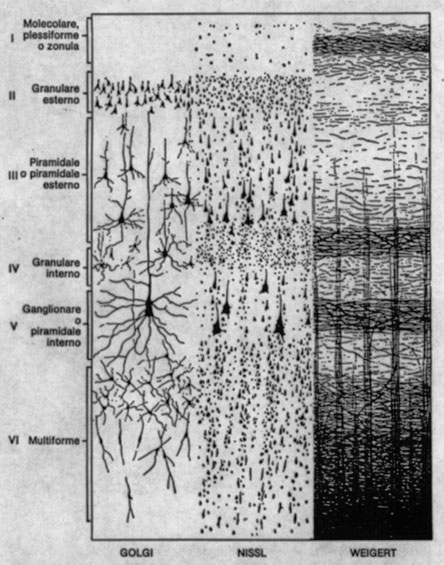 I
Molecolare,
plessiforme
o zonula
II
Granulare
esterno
III
Piramidale
o piramidale
esterno
IV
Granulare
interno
V
Ganglionare
o
piramidale
interno
VI
Multiforme
GOLGI
NISSL
WEIGERT